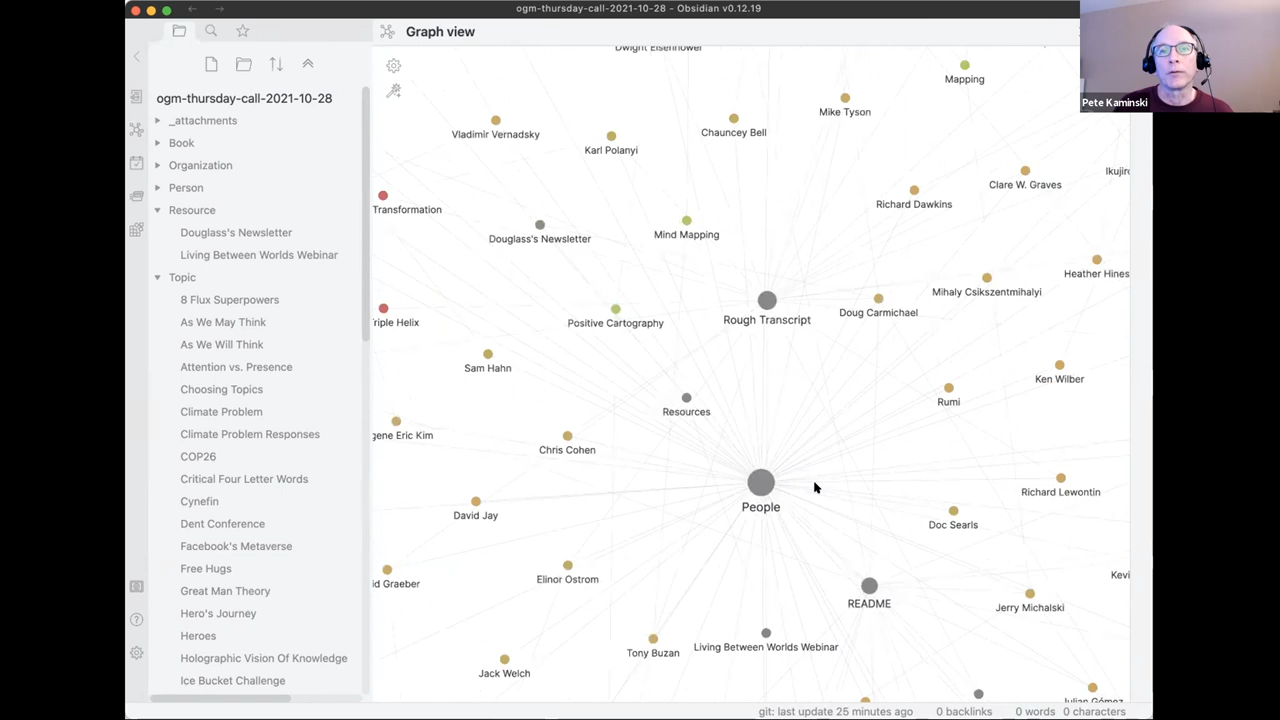 ogm-thursday-call-2021-10-28 - Obsidian v0.12.19
Graph view
Pete Kaminski
ogm-thursday-call-2021-10-28
_attachments
Book
Organization
Person
Resource
Douglass's Newsletter
Living Between Worlds Webinar
Topic
8 Flux Superpowers
As We May Think
As We Will Think
Attention vs. Presence
Choosing Topics
Climate Problem
Climate Problem Responses
COP26
Critical Four Letter Words
Cynefin
Dent Conference
Facebook's Metaverse
Free Hugs
Great Man Theory
Hero's Journey
Heroes
Holographic Vision Of Knowledge
Ice Bucket Challenge
Dwight Eisenhower
Mapping
Mike Tyson
Chauncey Bell
Vladimir Vernadsky
Karl Polanyi
Ikujiro
Clare W. Graves
Richard Dawkins
Transformation
Mind Mapping
Douglass's Newsletter
Heather Hines
Mihaly Csikszentmihalyi
Doug Carmichael
Rough Transcript
Positive Cartography
riple Helix
Sam Hahn
Ken Wilber
Rumi
Resources
gene Eric Kim
Chris Cohen
Richard Lewontin
People
David Jay
Doc Searls
Kevi
Elinor Ostrom
id Graeber
README
Jerry Michalski
Tony Buzan
Living Between Worlds Webinar
Jack Welch
Julian Gómez
git: last update 25 minutes ago
0 backlinks
0 words
0 characters